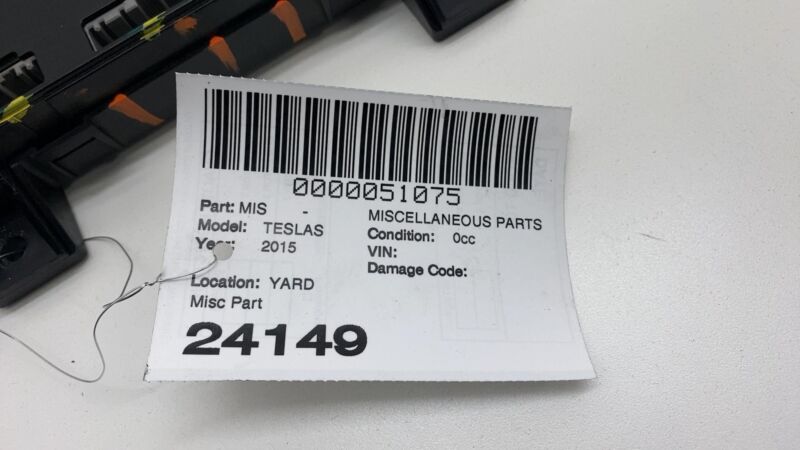 0000051075
Part: MIS - MISCELLANEOUS PARTS
Model: TESLAS Condition: 0cc
Year: 2015 VIN:
Damage Code:
Location: YARD
Misc Part
24149